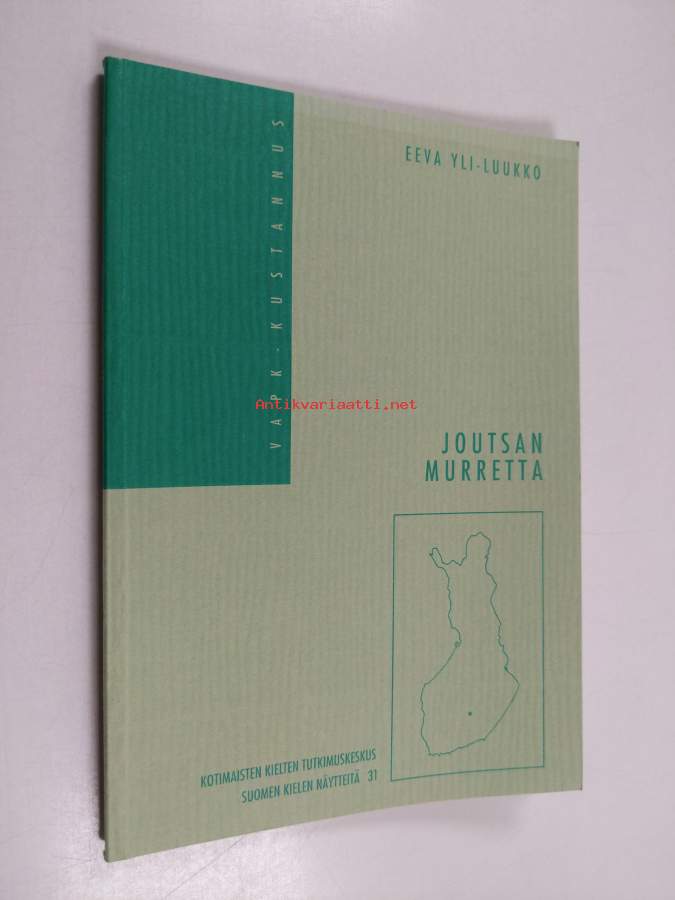 VAPK-KUSTANNUS
EEVA YLI-LUUKKO
Antikvariaatti.net
JOUTSAN
MURRETTA
KOTIMAISTEN KIELTEN TUTKIMUSKESKUS
SUOMEN KIELEN NÄYTTEITÄ 31